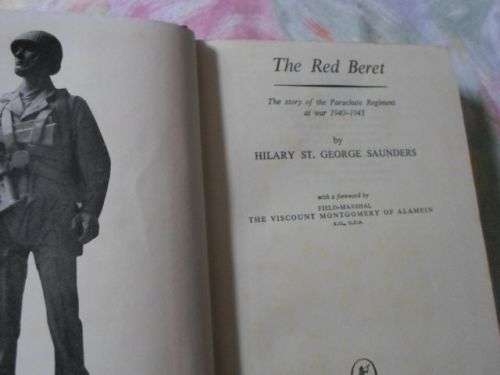 The Red Beret
The story of the Parachute Regiment
at war 1940-1945
by
HILARY ST. GEORGE SAUNDERS
with a foreword by
FIELD-MARSHAL
THE VISCOUNT MONTGOMERY OF ALAMEIN
K.G., G.C.B.